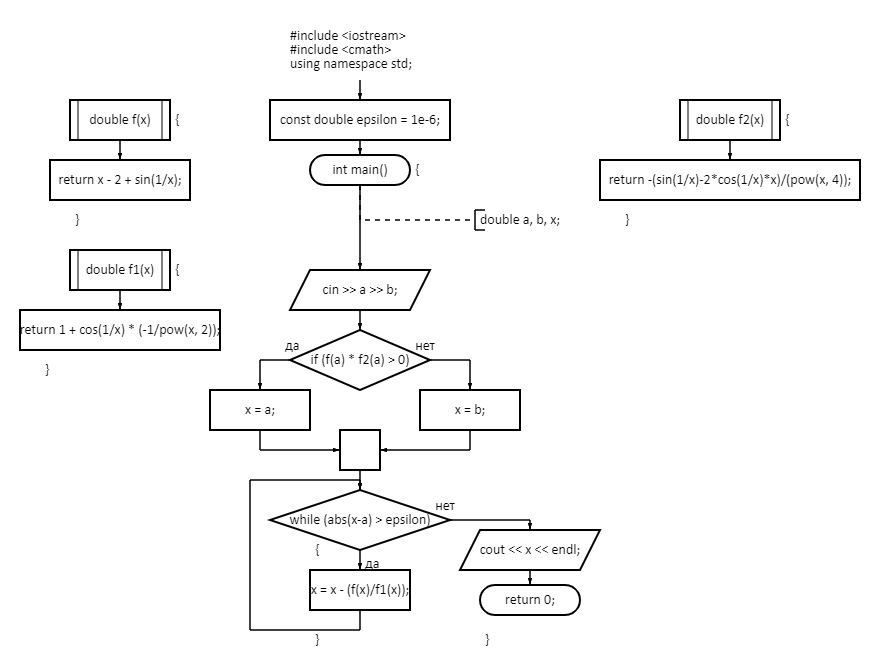 #include <iostream>
#include <cmath>
using namespace std;
double f(x) {
return x - 2 + sin(1/x);
}
double f1(x) {
return 1 + cos(1/x) * (-1/pow(x, 2));
}
const double epsilon = 1e-6;
int main() {
double a, b, x;
cin >> a >> b;
if (f(a) * f2(a) > 0)
да
нет
x = a;
x = b;
while (abs(x-a) > epsilon)
нет
{
да
x = x - (f(x)/f1(x));
}
cout << x << endl;
return 0;
}
double f2(x) {
return -(sin(1/x)-2*cos(1/x)*x)/(pow(x, 4));
}